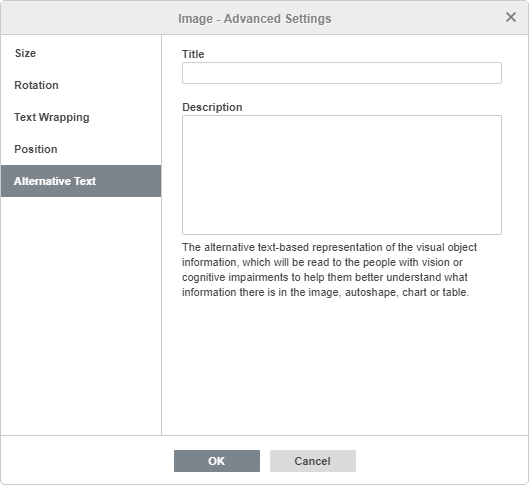 Image - Advanced Settings
Size
Rotation
Text Wrapping
Position
Alternative Text
Title
Description
The alternative text-based representation of the visual object
information, which will be read to the people with vision or
cognitive impairments to help them better understand what
information there is in the image, autoshape, chart or table.
OK
Cancel